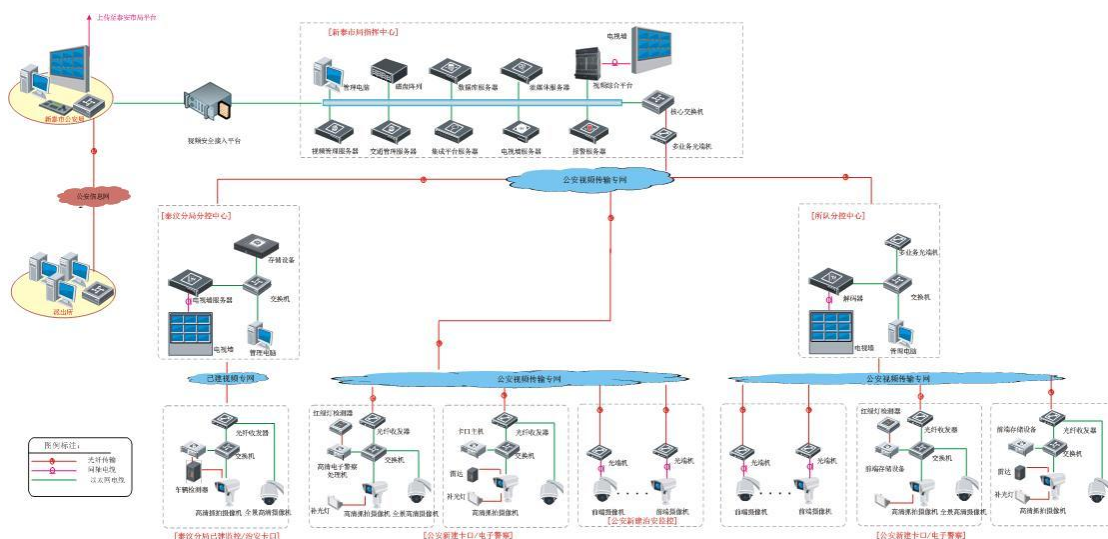 上传至泰安市局平台
新泰市公安局
视频安全接入平台
公安信息网
派出所
[新泰市局指挥中心]
电视墙
管理电脑
磁盘阵列
数据库服务器
流媒体服务器
视频综合平台
核心交换机
视频管理服务器
交通管理服务器
集成平台服务器
电视墙服务器
报警服务器
多业务光端机
公安视频传输专网
[泰汶分局分控中心]
存储设备
电视墙服务器
交换机
电视墙
管理电脑
[所队分控中心]
多业务光端机
解码器
交换机
电视墙
管理电脑
已建视频专网
公安视频传输专网
公安视频传输专网
图例标注:
光纤传输
同轴电缆
以太网电缆
光纤收发器
交换机
车辆检测器
高清抓拍摄像机
全景高清摄像机
[泰汶分局已建监控/治安卡口]
红绿灯检测器
光纤收发器
高清电子警察
处理机
交换机
补光灯
高清抓拍摄像机
全景高清摄像机
卡口主机
光纤收发器
交换机
雷达
补光灯
高清抓拍摄像机
[公安新建卡口/电子警察]
光端机
光端机
前端摄像机
前端摄像机
[公安新建治安监控]
光端机
光端机
前端摄像机
前端摄像机
红绿灯检测器
光纤收发器
前端存储设备
交换机
补光灯
高清抓拍摄像机
全景高清摄像机
前端存储设备
光纤收发器
交换机
雷达
补光灯
高清抓拍摄像机
[公安新建卡口/电子警察]